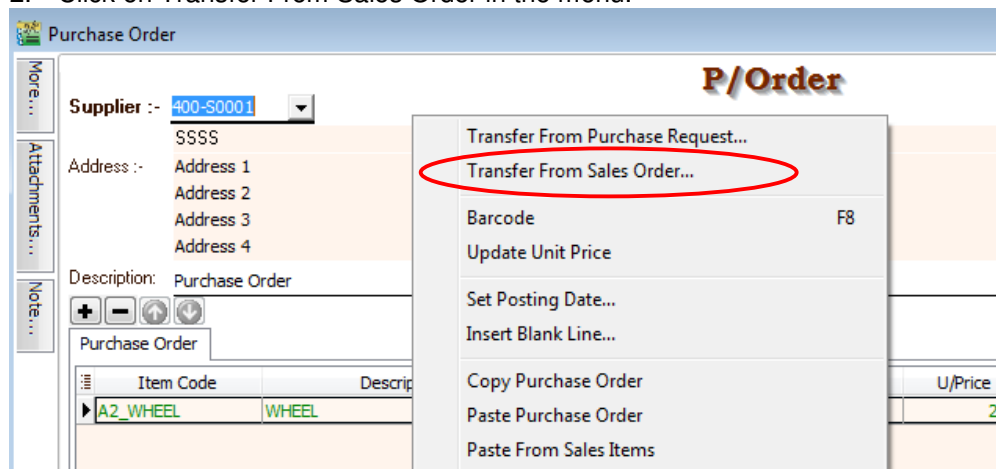 2. Click on Transfer From Sales Order in the menu.
Purchase Order
More...
Attachments...
Note...
P/Order
Supplier :- 400-S0001
SSSS
Address :- Address 1
Address 2
Address 3
Address 4
Description: Purchase Order
Purchase Order
Item Code Descrip U/Price
A2_WHEEL WHEEL 2
Transfer From Purchase Request...
Transfer From Sales Order...
Barcode F8
Update Unit Price
Set Posting Date...
Insert Blank Line...
Copy Purchase Order
Paste Purchase Order
Paste From Sales Items